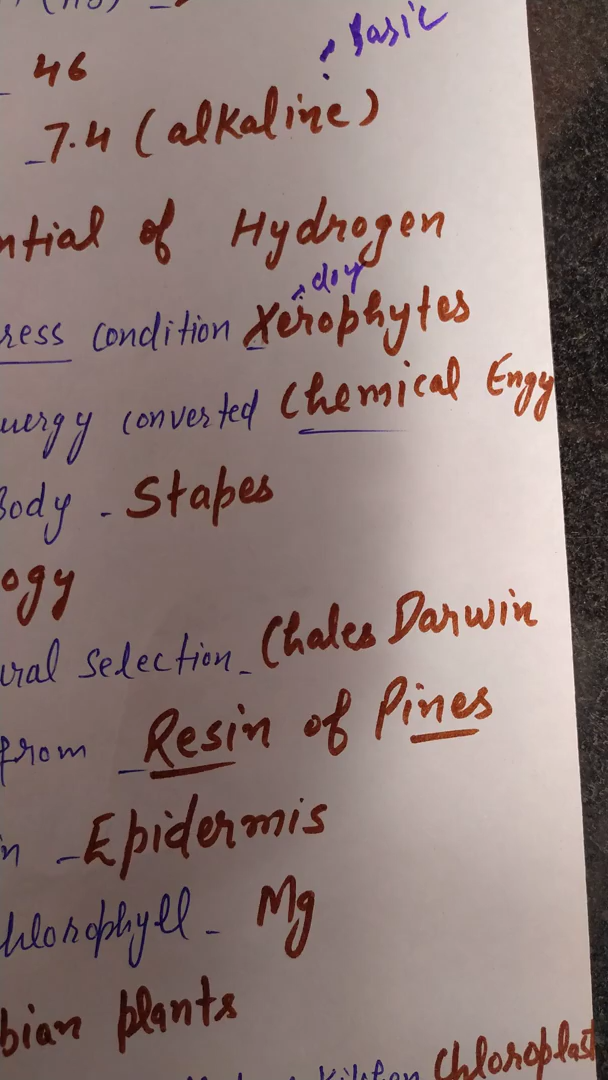 Basic
46
7.4 (alkaline)
ntial of Hydrogen
dry
ress condition Xerophytes
nergy converted Chemical Engy
Body - Stapes
ogy
ural selection - Chales Darwin
from - Resin of Pines
n - Epidermis
hlorophyll - Mg
bian plants
Chloroplast